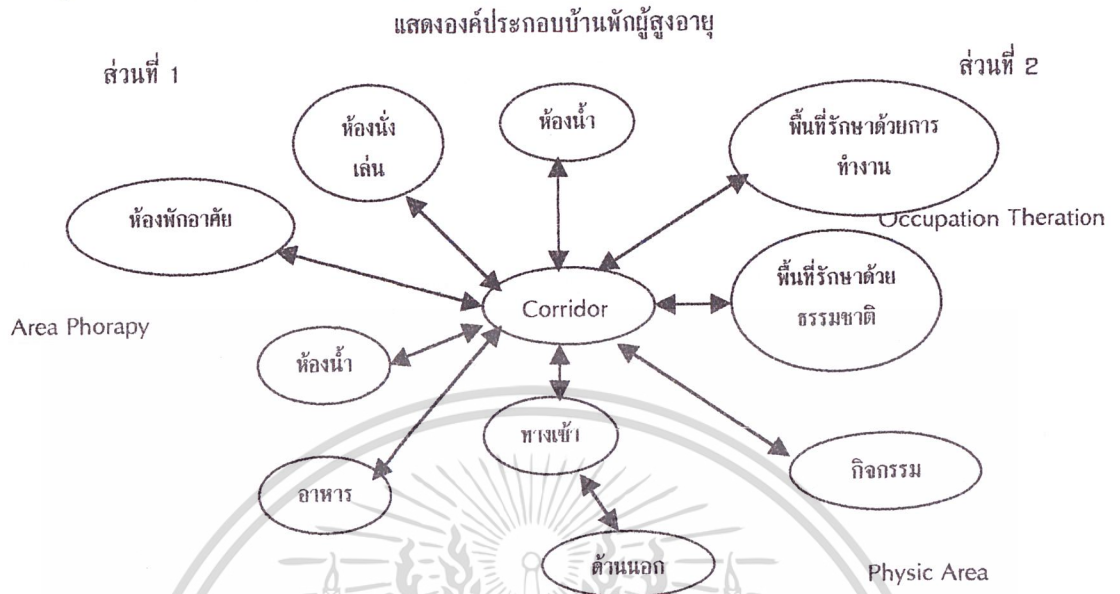 แสดงองค์ประกอบบ้านพักผู้สูงอายุ
ส่วนที่ 1
ส่วนที่ 2
ห้องนั่ง
เล่น
ห้องน้ำ
พื้นที่รักษาด้วยการ
ทำงาน
ห้องพักอาศัย
Occupation Theration
พื้นที่รักษาด้วย
ธรรมชาติ
Corridor
Area Phorapy
ห้องน้ำ
ทางเข้า
กิจกรรม
อาหาร
ด้านนอก
Physic Area